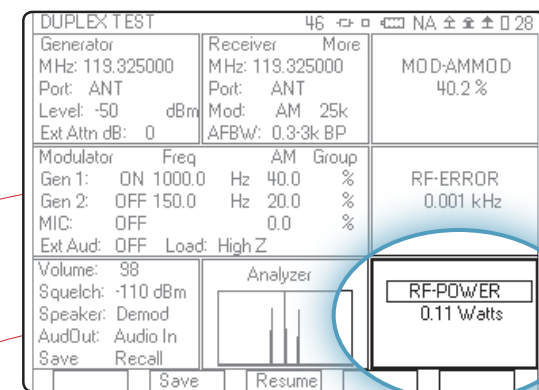 DUPLEX TEST 46 NA 28
Generator
MHz: 119.325000
Port: ANT
Level: -50 dBm
Ext Attn dB: 0
Receiver More
MHz: 119.325000
Port: ANT
Mod: AM 25k
AFBW: 0.3-3k BP
MOD-AMMOD
40.2 %
Modulator Freq AM Group
Gen 1: ON 1000.0 Hz 40.0 %
Gen 2: OFF 150.0 Hz 20.0 %
MIC: OFF 0.0 %
Ext Aud: OFF Load: High Z
RF-ERROR
0.001 kHz
Volume: 98
Squelch: -110 dBm
Speaker: Demod
AudOut: Audio In
Save Recall
Analyzer
RF-POWER
0.11 Watts
Save Resume